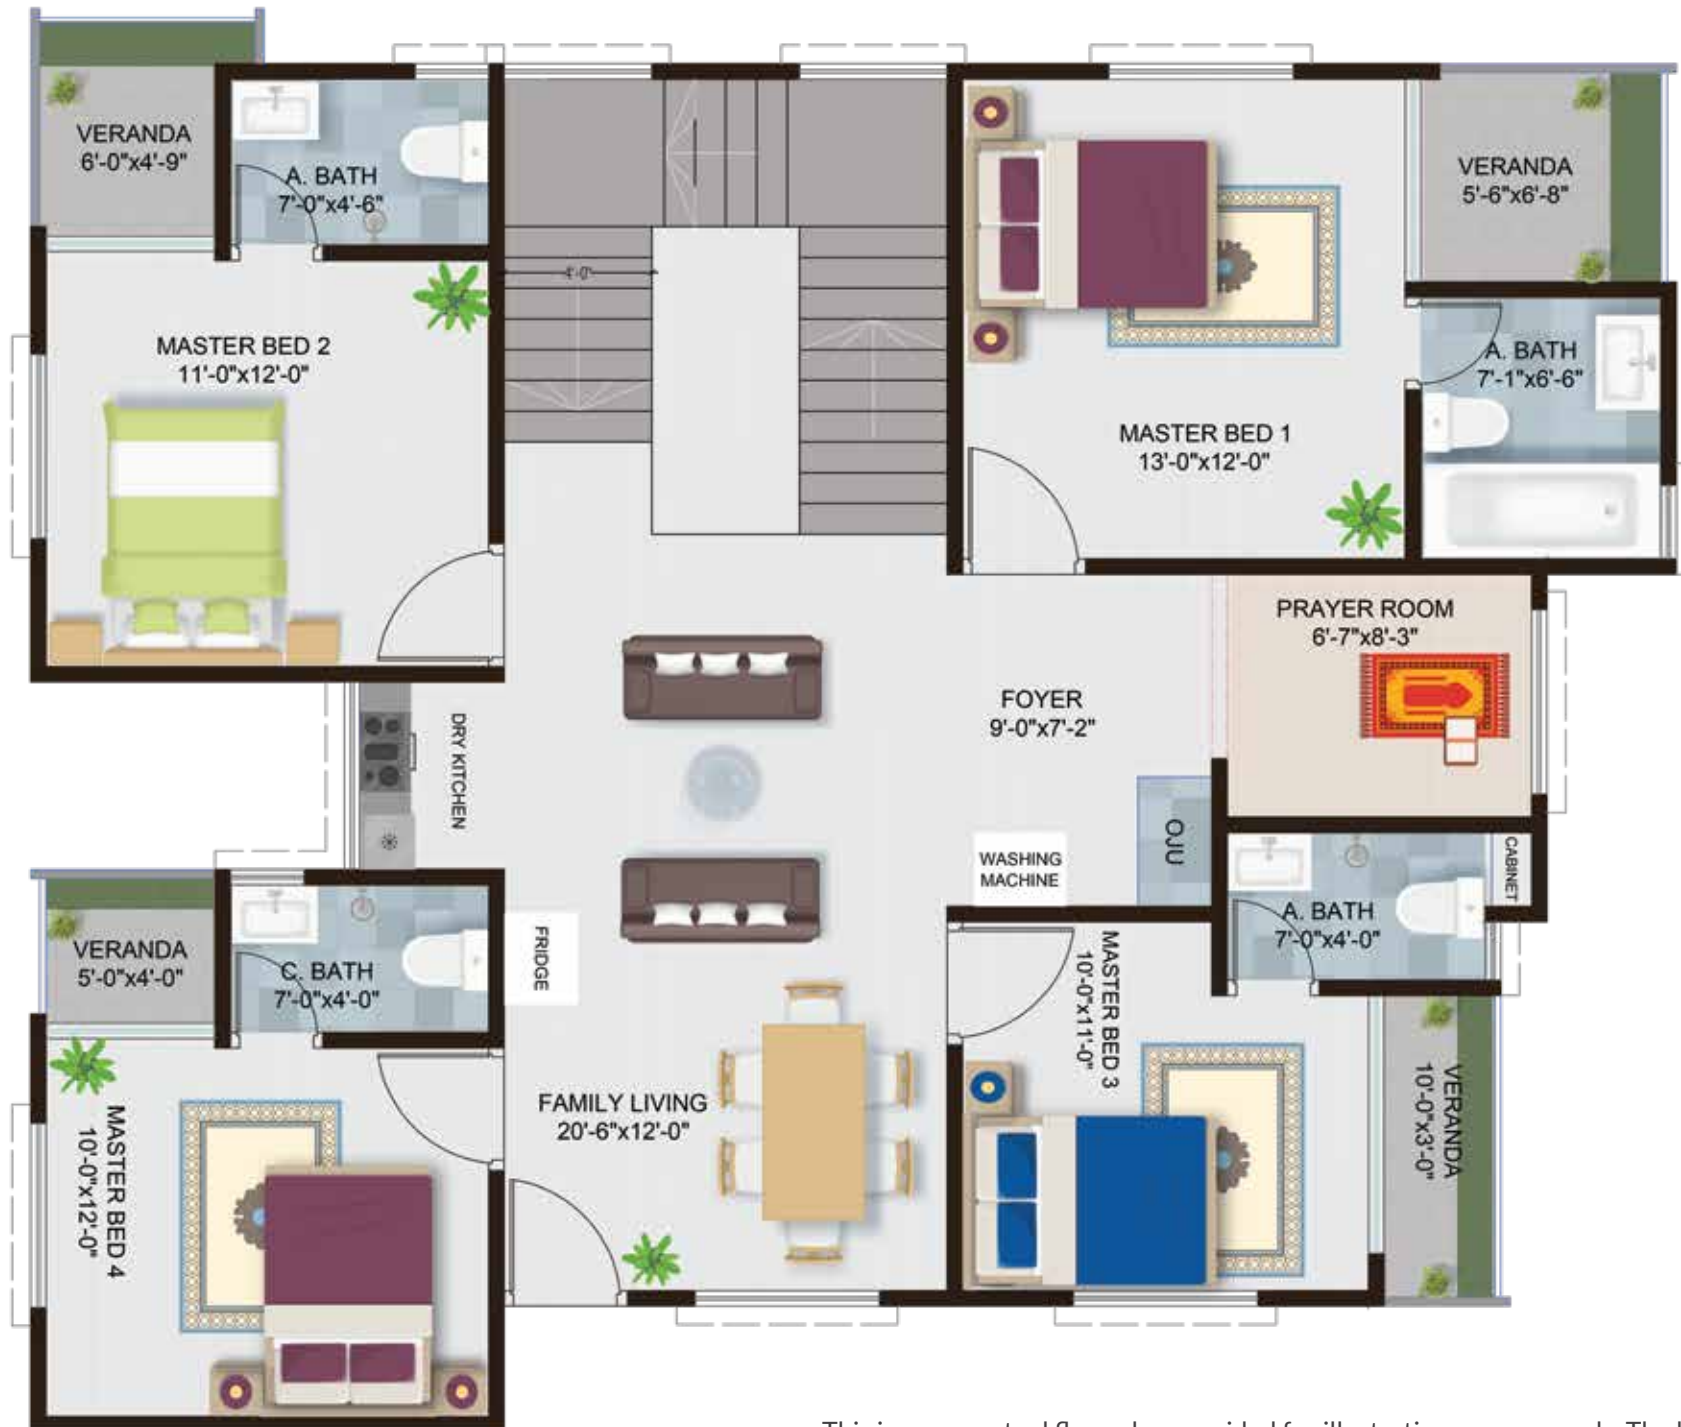 VERANDA
6'-0"x4'-9"
A. BATH
7'-0"x4'-6"
4'-0"
VERANDA
5'-6"x6'-8"
MASTER BED 2
11'-0"x12'-0"
A. BATH
7'-1"x6'-6"
MASTER BED 1
13'-0"x12'-0"
PRAYER ROOM
6'-7"x8'-3"
FOYER
9'-0"x7'-2"
DRY KITCHEN
OJU
WASHING
MACHINE
CABINET
A. BATH
7'-0"x4'-0"
VERANDA
5'-0"x4'-0"
C. BATH
7'-0"x4'-0"
FRIDGE
MASTER BED 3
10'-0"x11'-0"
VERANDA
10'-0"x3'-0"
FAMILY LIVING
20'-6"x12'-0"
MASTER BED 4
10'-0"x12'-0"